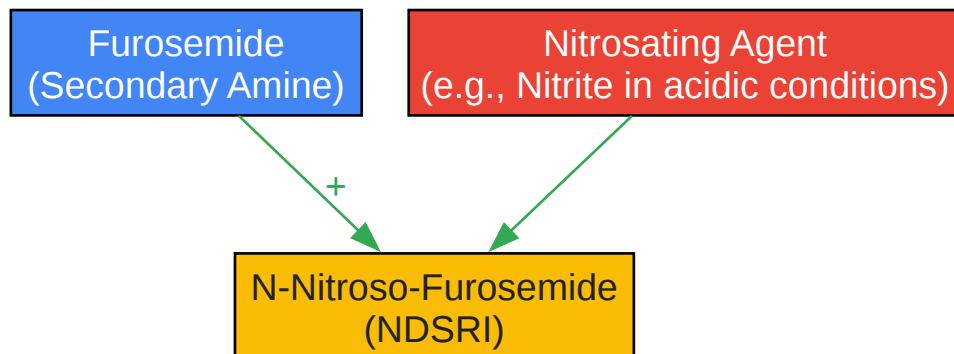 Furosemide
(Secondary Amine)
Nitrosating Agent
(e.g., Nitrite in acidic conditions)
+
N-Nitroso-Furosemide
(NDSRI)